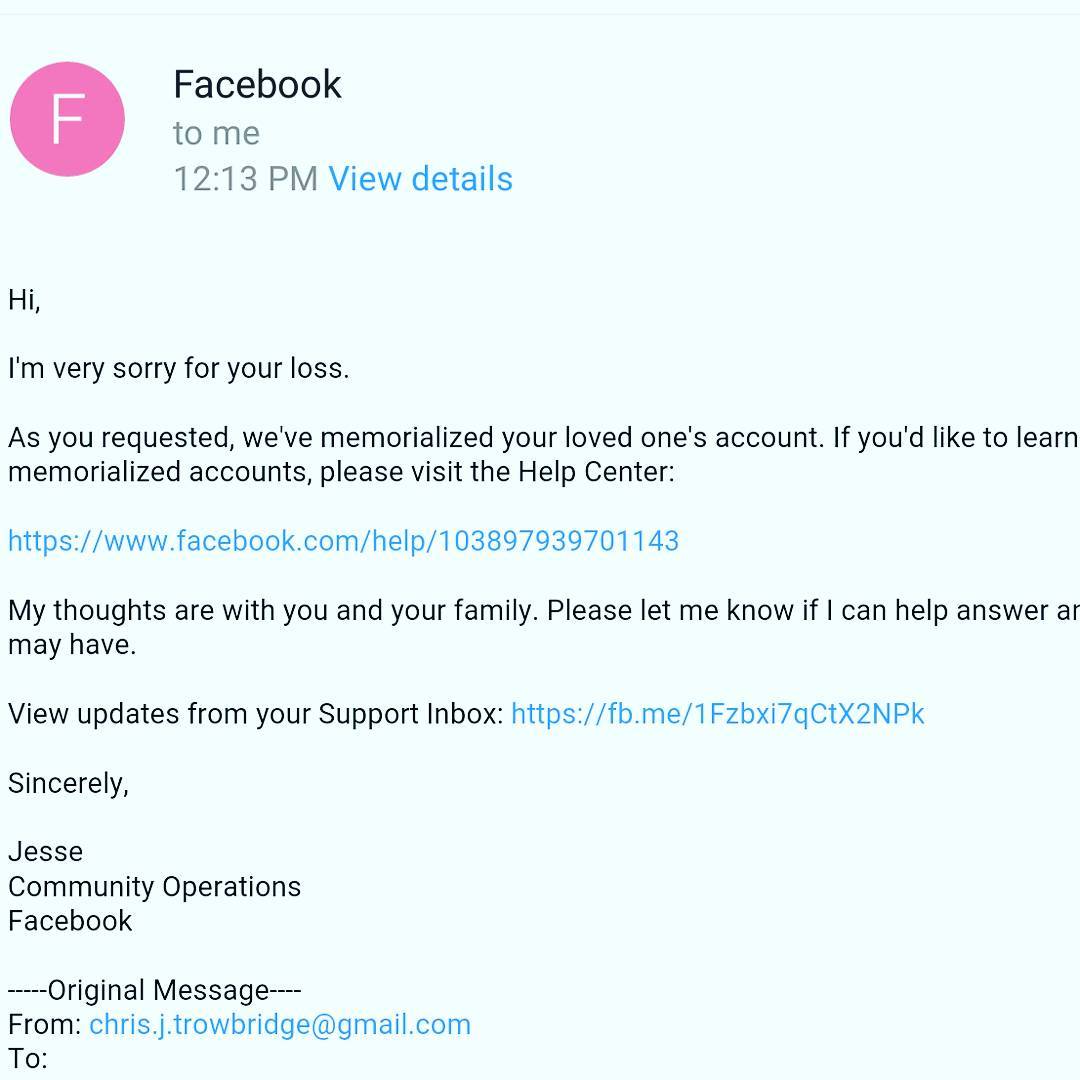 F
Facebook
to me
12:13 PM View details
Hi,
I'm very sorry for your loss.
As you requested, we've memorialized your loved one's account. If you'd like to learn
memorialized accounts, please visit the Help Center:
https://www.facebook.com/help/103897939701143
My thoughts are with you and your family. Please let me know if I can help answer
may have.
View updates from your Support Inbox: https://fb.me/1Fzbxi7qCtX2NPk
Sincerely,
Jesse
Community Operations
Facebook
-----Original Message----
From: chris.j.trowbridge@gmail.com
To: